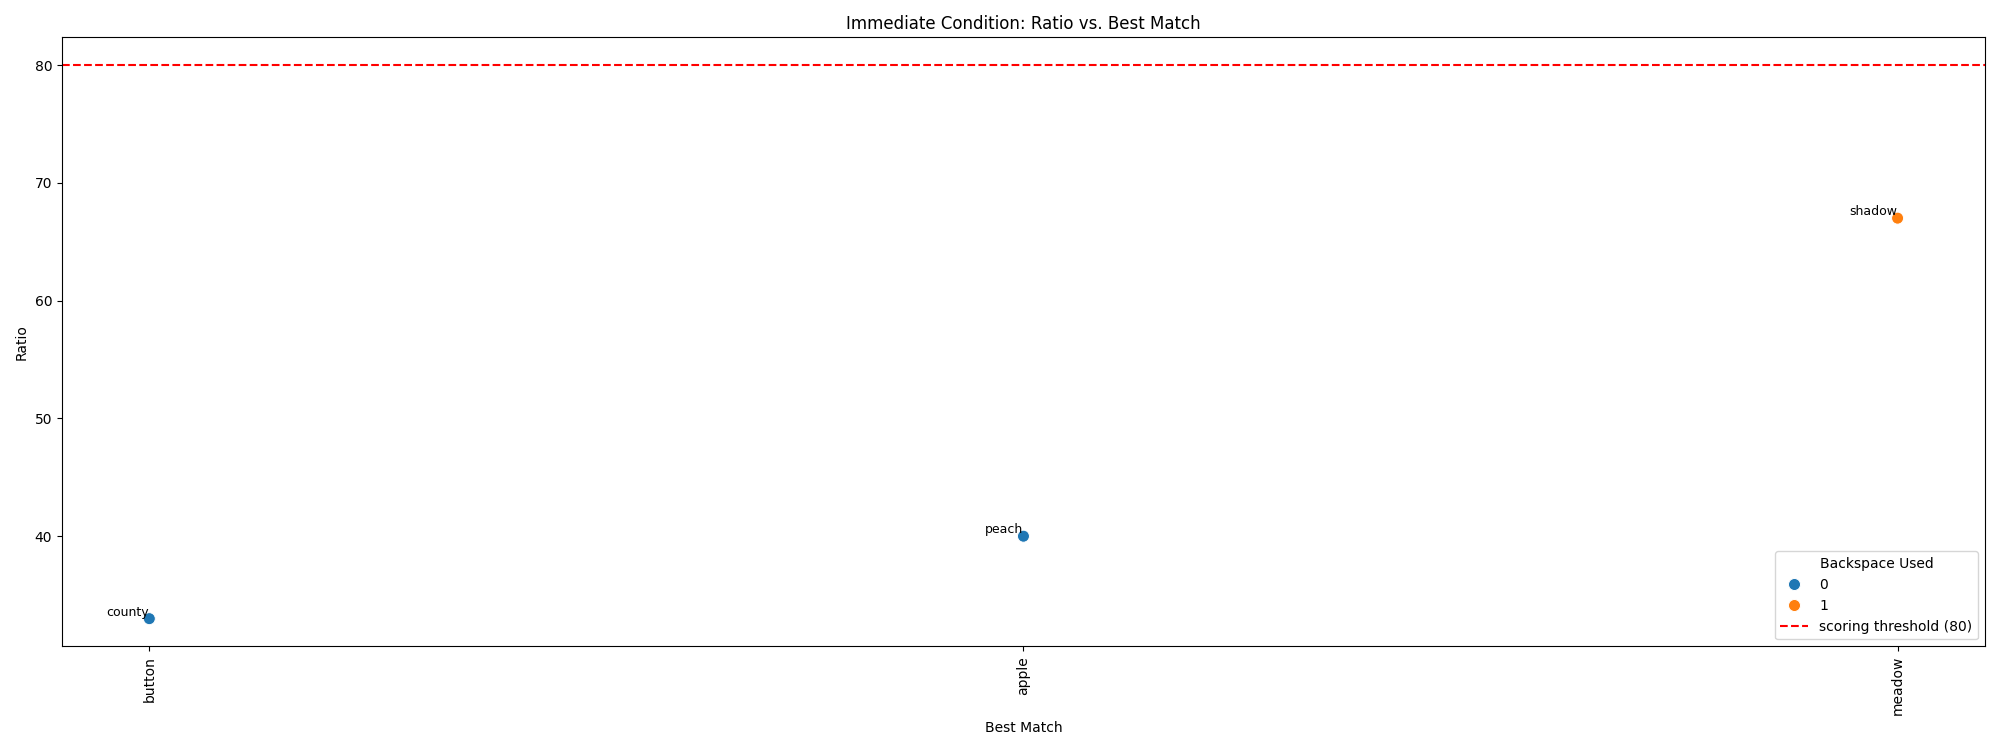 Immediate Condition: Ratio vs. Best Match
80
70
60
50
40
Ratio
shadow
peach
county
Backspace Used
0
1
scoring threshold (80)
button
apple
meadow
Best Match